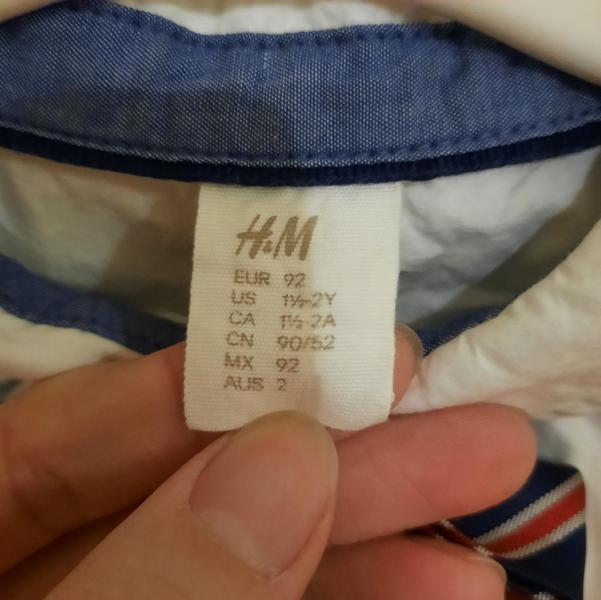 H&M
EUR 92
US 1½-2Y
CA 1½-2A
CN 90/52
MX 92
AUS 2